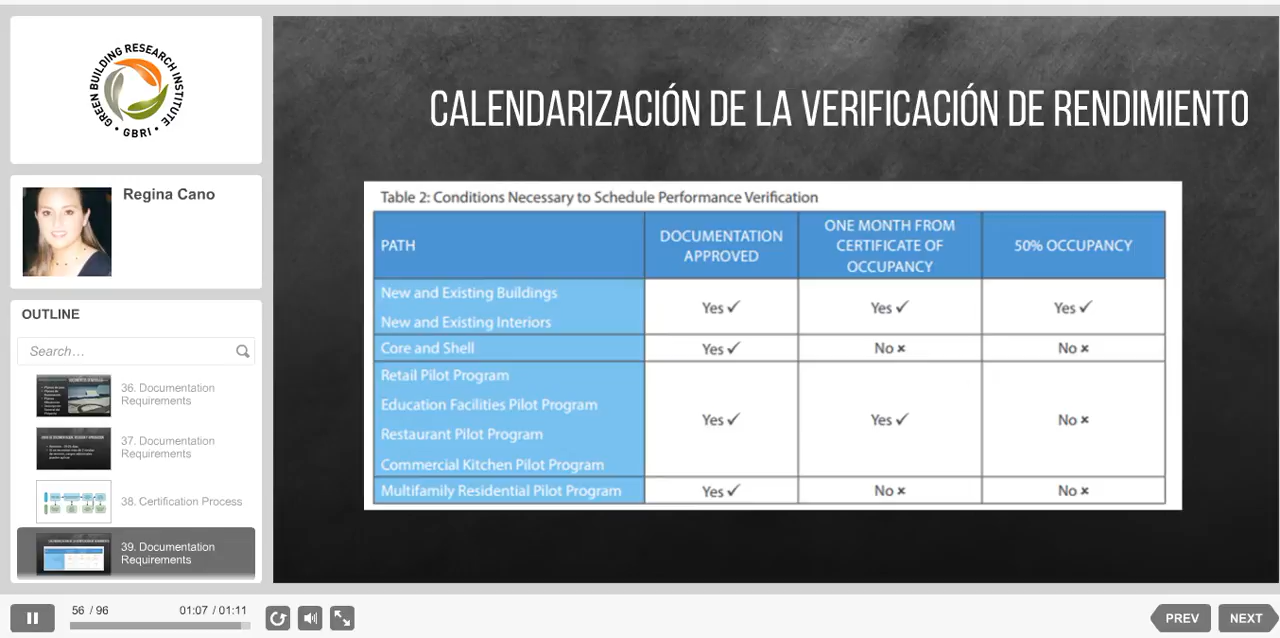 GREEN BUILDING RESEARCH INSTITUTE
• GBRI •
Regina Cano
OUTLINE
Search...
36. Documentation
Requirements
37. Documentation
Requirements
38. Certification Process
39. Documentation
Requirements
CALENDARIZACIÓN DE LA VERIFICACIÓN DE RENDIMIENTO
Table 2: Conditions Necessary to Schedule Performance Verification
PATH
DOCUMENTATION
APPROVED
ONE MONTH FROM
CERTIFICATE OF
OCCUPANCY
50% OCCUPANCY
New and Existing Buildings
New and Existing Interiors
Yes ✓
Yes ✓
Yes ✓
Core and Shell
Yes ✓
No ×
No ×
Retail Pilot Program
Education Facilities Pilot Program
Restaurant Pilot Program
Commercial Kitchen Pilot Program
Yes ✓
Yes ✓
No ×
Multifamily Residential Pilot Program
Yes ✓
No ×
No ×
56 / 96
01:07 / 01:11
PREV
NEXT